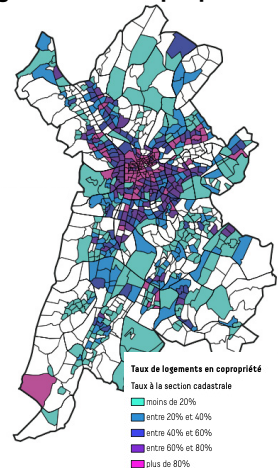 Taux de logements en copropriété
Taux à la section cadastrale
moins de 20%
entre 20% et 40%
entre 40% et 60%
entre 60% et 80%
plus de 80%